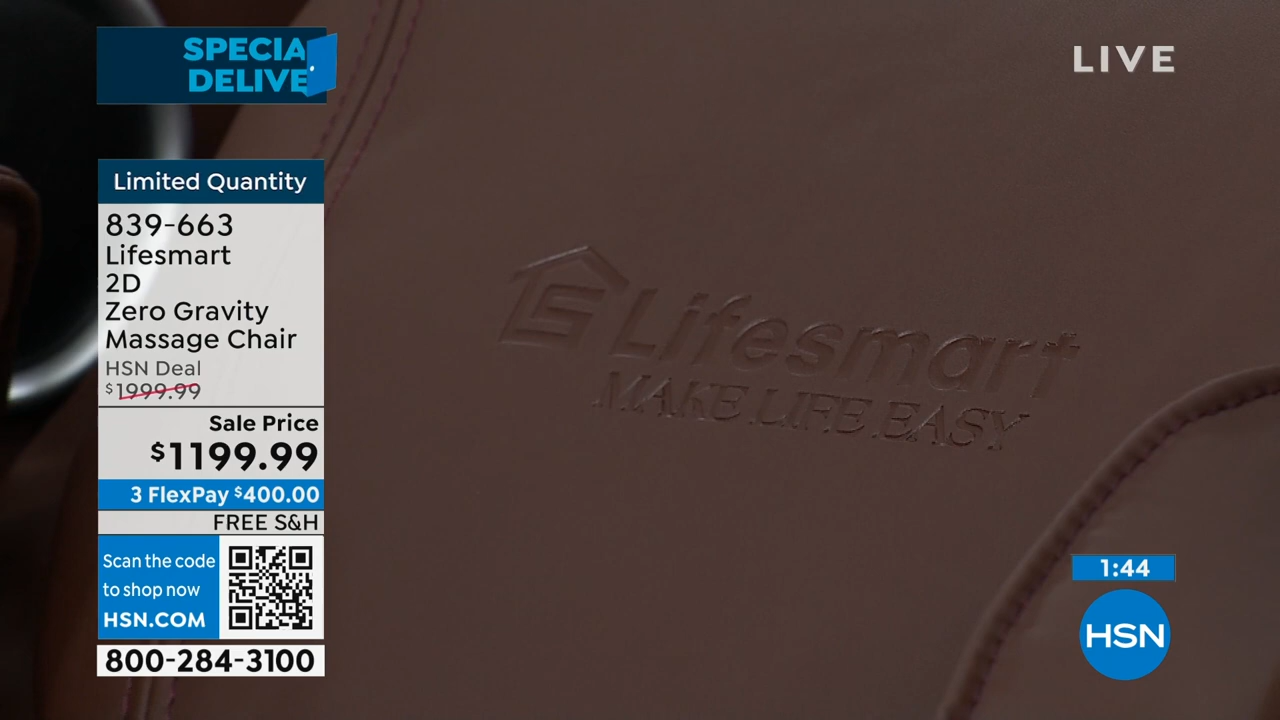 SPECIA
DELIVE
LIVE
Limited Quantity
839-663
Lifesmart
2D
Zero Gravity
Massage Chair
HSN Deal
$1999.99
Sale Price
$1199.99
3 FlexPay $400.00
FREE S&H
Scan the code
to shop now
HSN.COM
800-284-3100
Lifesmart
MAKE LIFE EASY
1:44
HSN